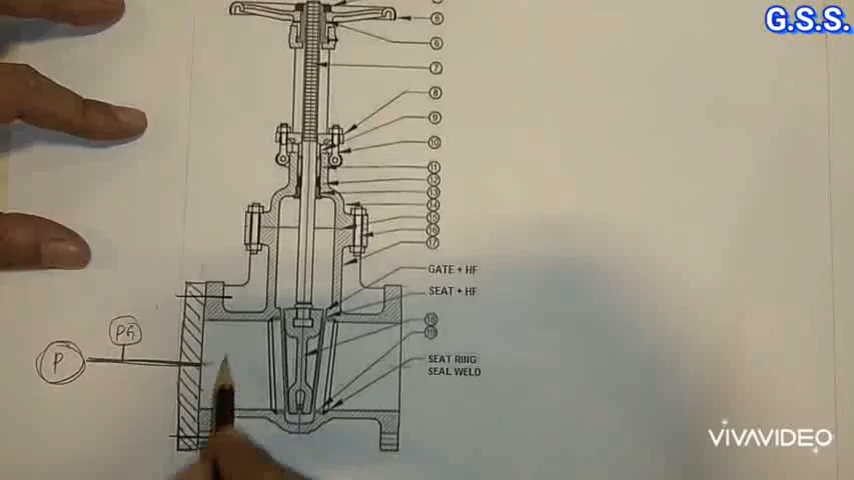 G.S.S.
5
6
7
8
9
10
11
12
13
14
15
16
17
GATE + HF
SEAT + HF
18
19
PG
P
SEAT RING
SEAL WELD
VIVAVIDEO